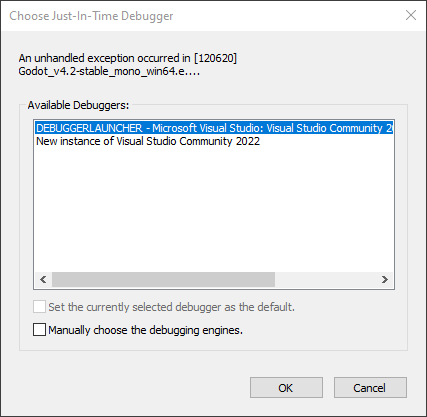 Choose Just-In-Time Debugger
An unhandled exception occurred in [120620]
Godot_v4.2-stable_mono_win64.e....
Available Debuggers:
DEBUGGERLAUNCHER - Microsoft Visual Studio: Visual Studio Community 20
New instance of Visual Studio Community 2022
Set the currently selected debugger as the default.
Manually choose the debugging engines.
OK
Cancel